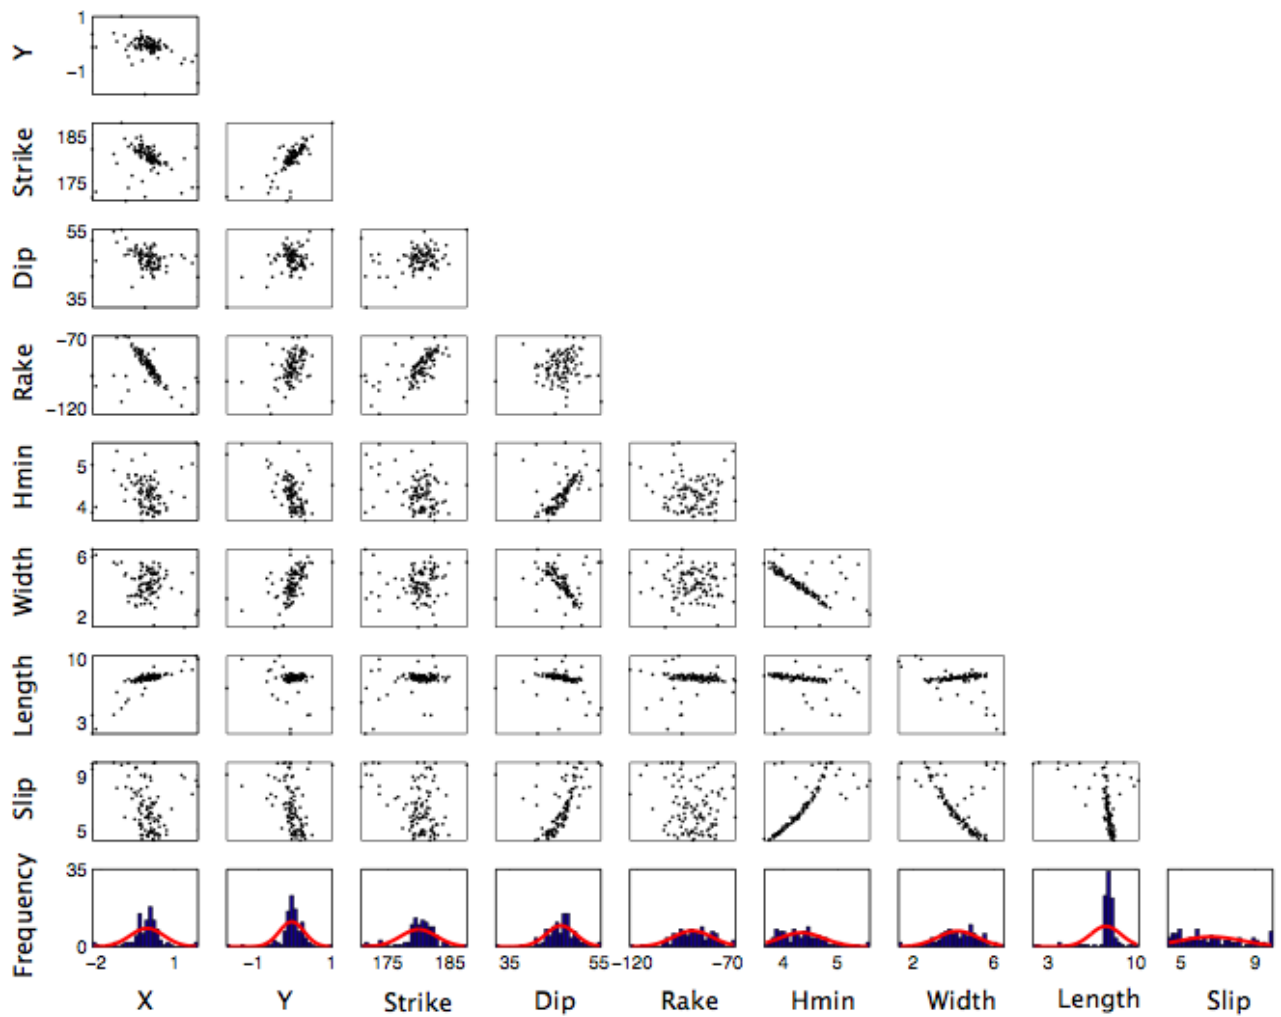 Y
1
−1
Strike
185
175
Dip
55
35
Rake
−70
−120
Hmin
5
4
Width
6
2
Length
10
3
Slip
9
5
Frequency
35
0
−2 1 −1 1 175 185 35 55 −120 −70 4 5 2 6 3 10 5 9
X Y Strike Dip Rake Hmin Width Length Slip